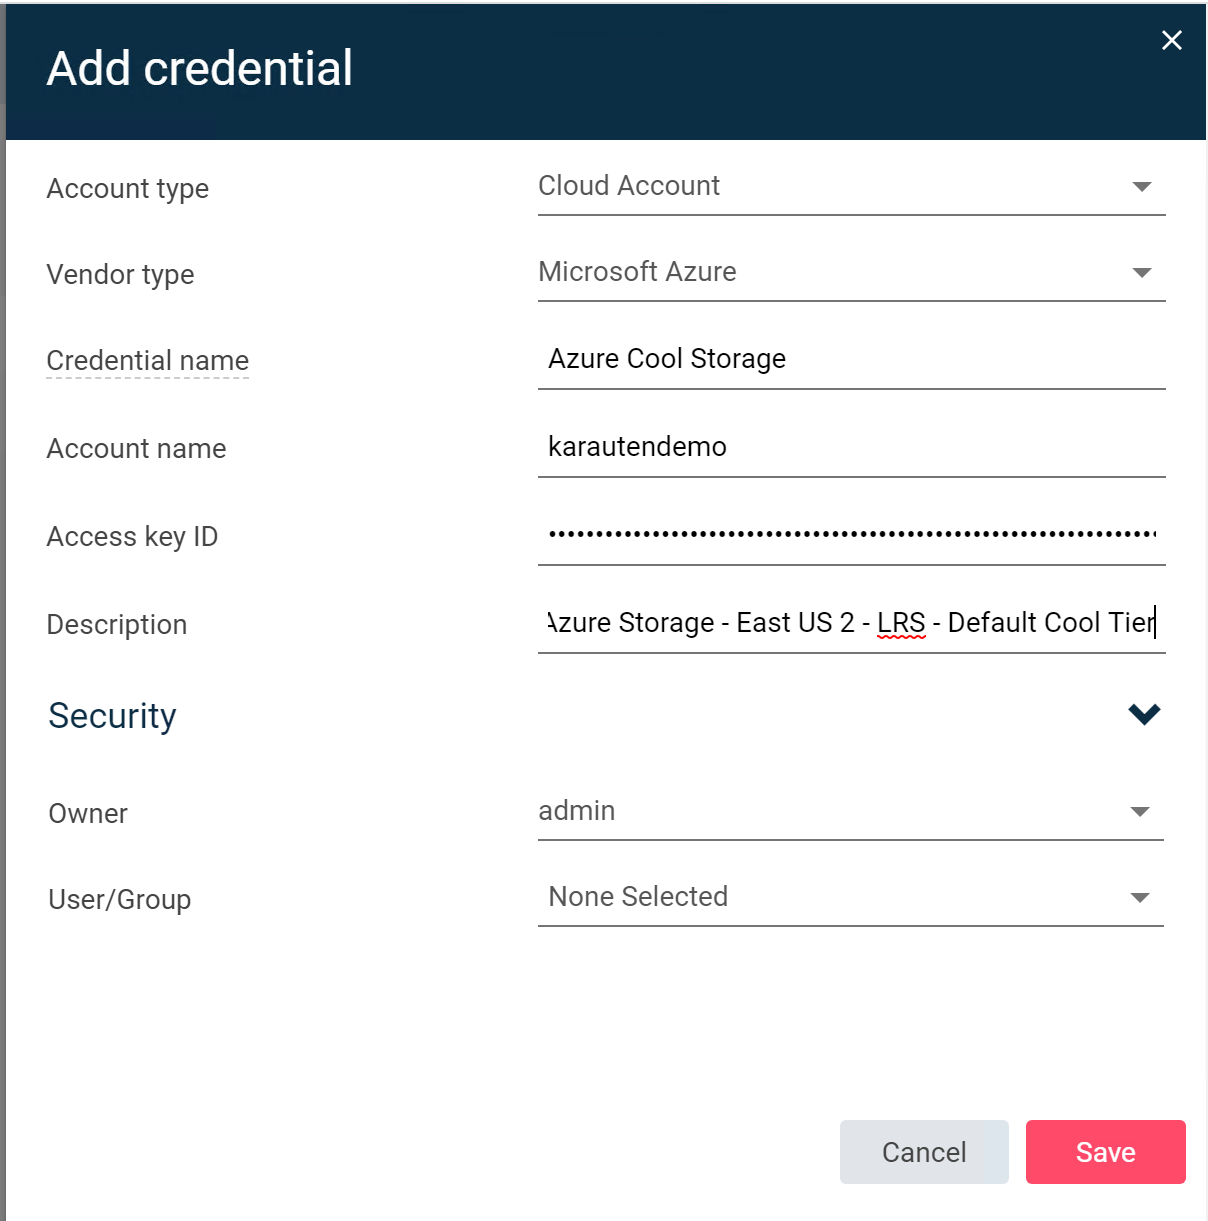 Add credential
Account type Cloud Account
Vendor type Microsoft Azure
Credential name Azure Cool Storage
Account name karautendemo
Access key ID ••••••••••••••••••••••••••••••••••••••••••••••••••••••••••••••••
Description Azure Storage - East US 2 - LRS - Default Cool Tier
Security
Owner admin
User/Group None Selected
Cancel Save